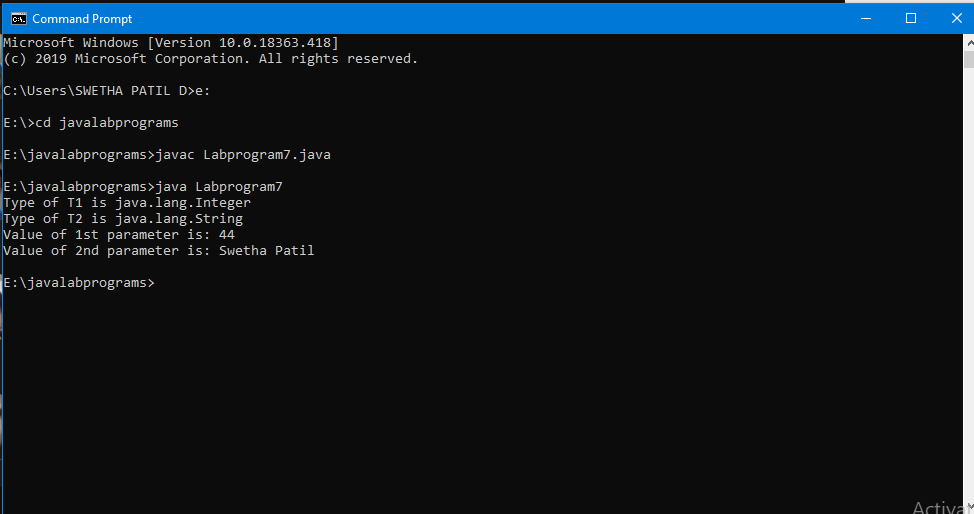 Command Prompt
Microsoft Windows [Version 10.0.18363.418]
(c) 2019 Microsoft Corporation. All rights reserved.
C:\Users\SWETHA PATIL D>e:
E:\>cd javalabprograms
E:\javalabprograms>javac Labprogram7.java
E:\javalabprograms>java Labprogram7
Type of T1 is java.lang.Integer
Type of T2 is java.lang.String
Value of 1st parameter is: 44
Value of 2nd parameter is: Swetha Patil
E:\javalabprograms>